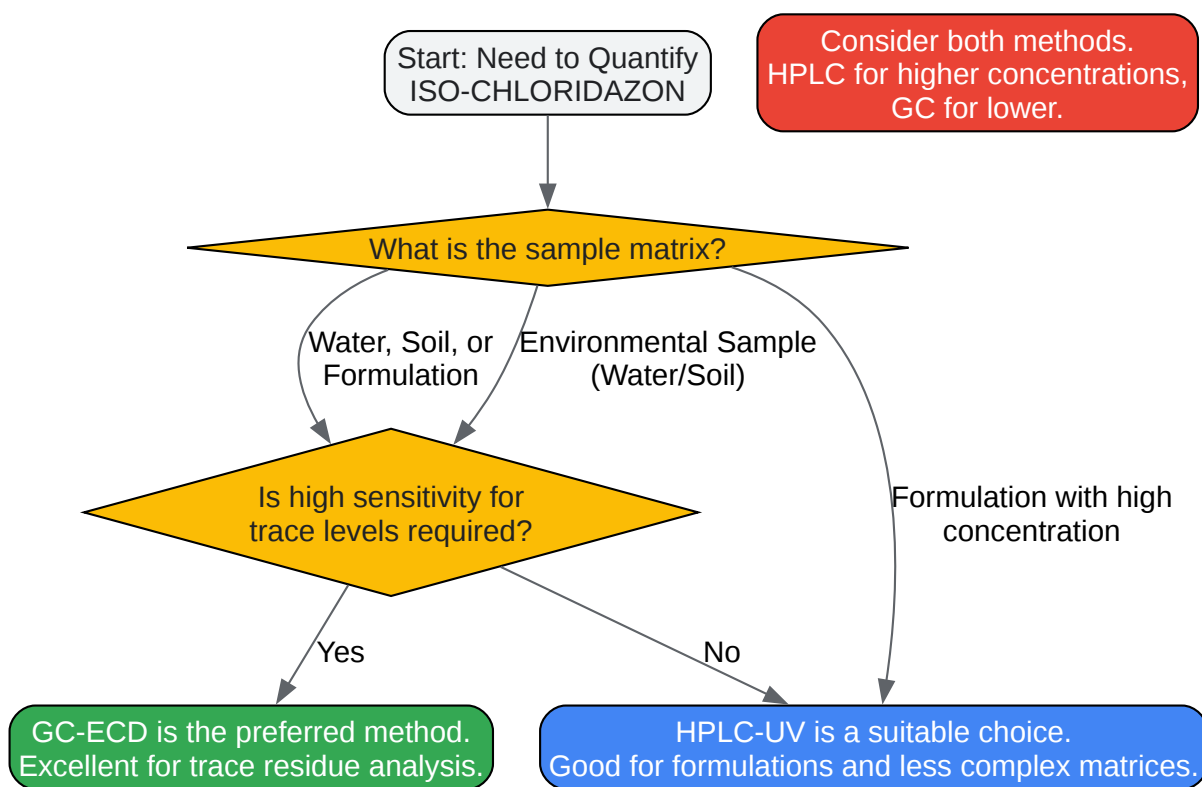 Start: Need to Quantify
ISO-CHLORIDAZON
Consider both methods.
HPLC for higher concentrations,
GC for lower.
What is the sample matrix?
Water, Soil, or
Formulation
Environmental Sample
(Water/Soil)
Formulation with high
concentration
Is high sensitivity for
trace levels required?
Yes
No
GC-ECD is the preferred method.
Excellent for trace residue analysis.
HPLC-UV is a suitable choice.
Good for formulations and less complex matrices.